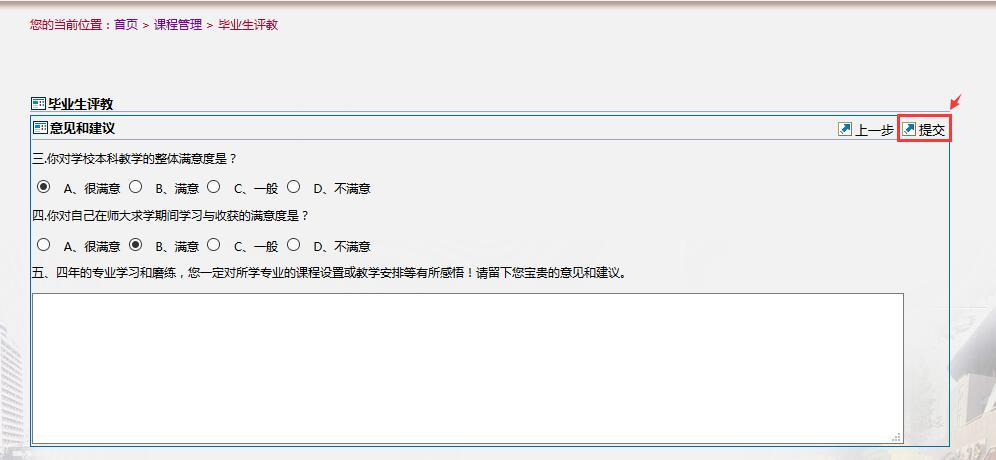 您的当前位置：首页 > 课程管理 > 毕业生评教
毕业生评教
意见和建议 上一步 提交
三.你对学校本科教学的整体满意度是？
A、很满意 B、满意 C、一般 D、不满意
四.你对自己在师大求学期间学习与收获的满意度是？
A、很满意 B、满意 C、一般 D、不满意
五、四年的专业学习和磨练，您一定对所学专业的课程设置或教学安排等有所感悟！请留下您宝贵的意见和建议。